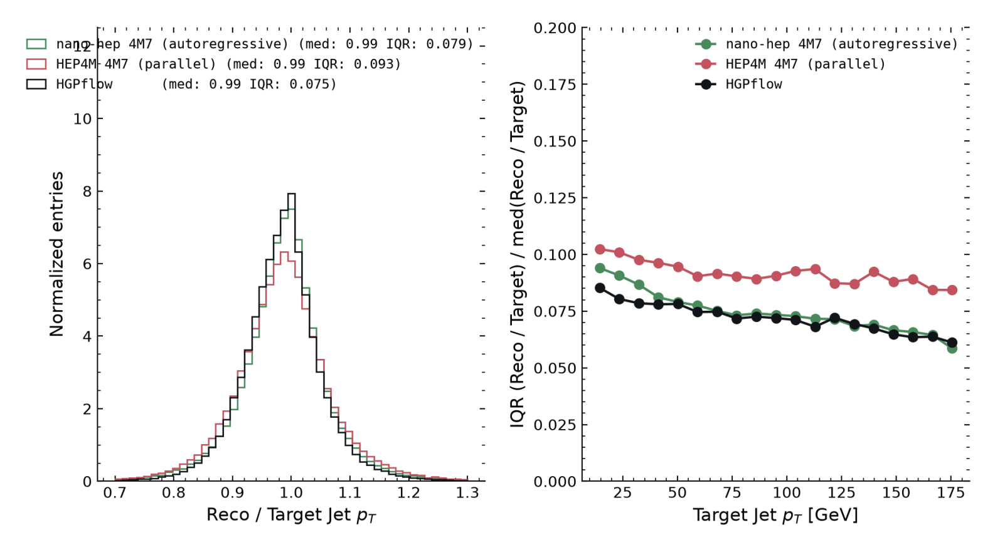 nano-hep 4M7 (autoregressive) (med: 0.99 IQR: 0.079)
HEP4M 4M7 (parallel) (med: 0.99 IQR: 0.093)
HGPflow (med: 0.99 IQR: 0.075)
12
10
8
6
4
2
0
Normalized entries
0.7 0.8 0.9 1.0 1.1 1.2 1.3
Reco / Target Jet p_T
nano-hep 4M7 (autoregressive)
HEP4M 4M7 (parallel)
HGPflow
0.200
0.175
0.150
0.125
0.100
0.075
0.050
0.025
0.000
IQR (Reco / Target) / med(Reco / Target)
25 50 75 100 125 150 175
Target Jet p_T [GeV]